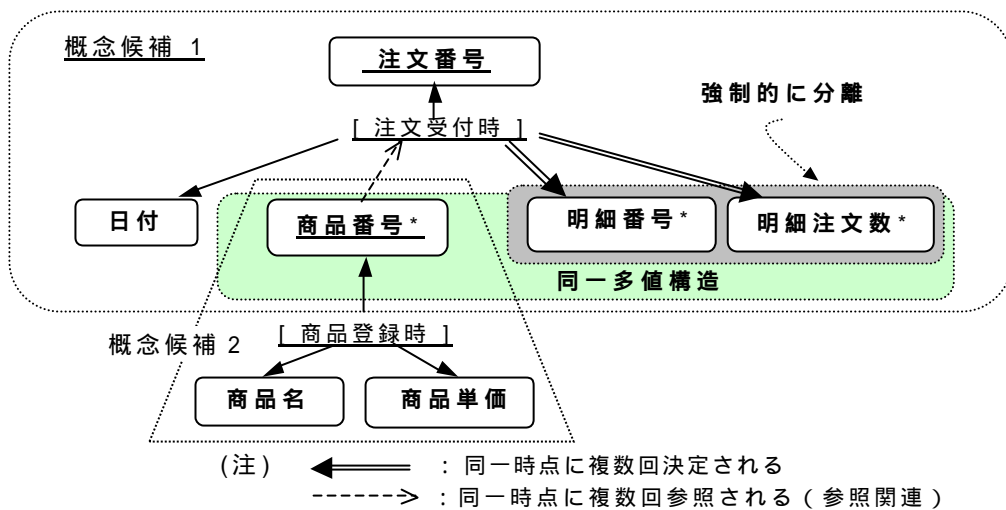 概念候補 1
注文番号
強制的に分離
[ 注文受付時 ]
日付
商品番号*
明細番号*
明細注文数*
同一多値構造
概念候補 2
[ 商品登録時 ]
商品名
商品単価
(注) : 同一時点に複数回決定される
: 同一時点に複数回参照される ( 参照関連 )